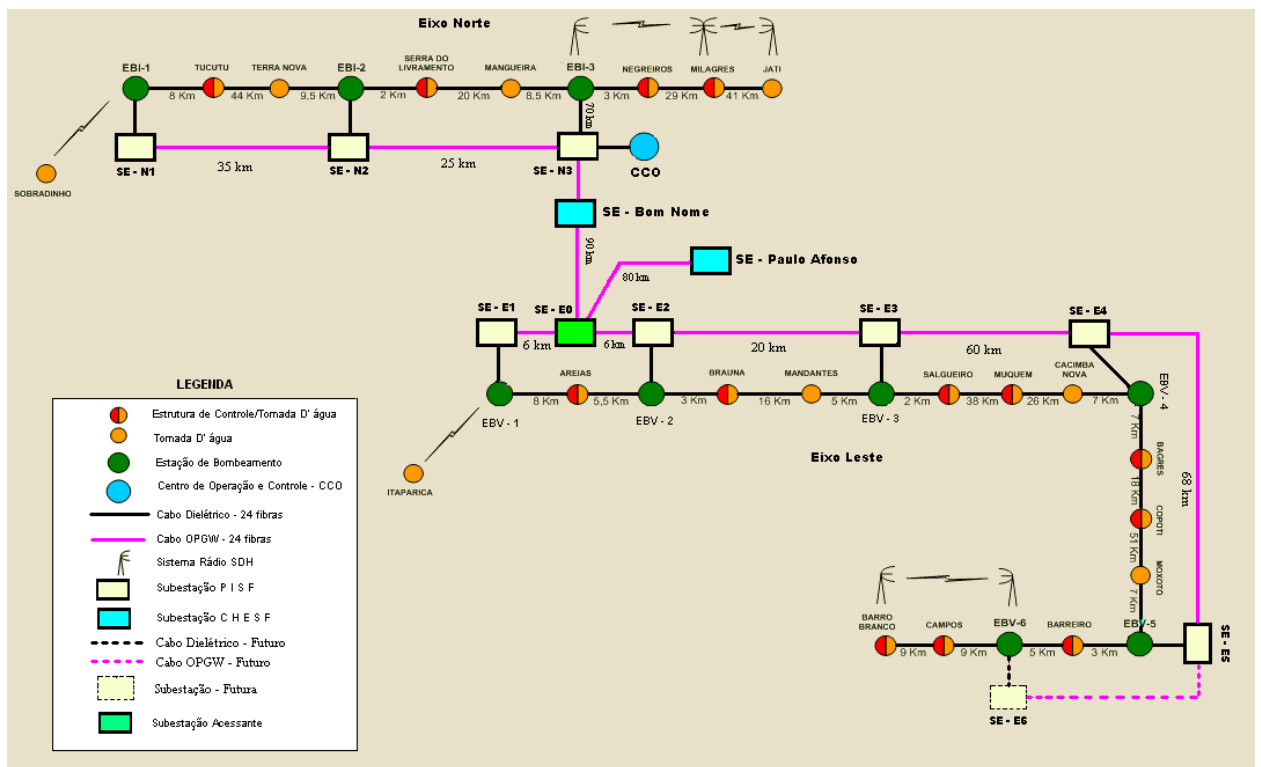 Eixo Norte
EBI-1
TUCUTU
TERRA NOVA
EBI-2
SERRA DO
LIVRAMENTO
MANGUEIRA
EBI-3
NEGREIROS
MILAGRES
JATI
8 Km
44 Km
9,5 Km
2 Km
20 Km
8,5 Km
3 Km
29 Km
41 Km
70 km
SOBRADINHO
SE - N1
35 km
SE - N2
25 km
SE - N3
CCO
SE - Bom Nome
90 km
SE - Paulo Afonso
80 km
SE - E1
SE - E0
SE - E2
SE - E3
SE - E4
6 km
6 km
20 km
60 km
AREIAS
BRAUNA
MANDANTES
SALGUEIRO
MUQUEM
CACIMBA
NOVA
EBV - 4
8 Km
5,5 Km
3 Km
16 Km
5 Km
2 Km
38 Km
26 Km
7 Km
EBV - 1
EBV - 2
EBV - 3
Eixo Leste
ITAPARICA
7 Km
BAGRES
18 Km
COPOTI
51 Km
MOXOTÓ
7 Km
68 km
BARRO
BRANCO
CAMPOS
EBV-6
BARREIRO
EBV-5
9 Km
9 Km
5 Km
3 Km
SE - E5
SE - E6
LEGENDA
Estrutura de Controle/Tomada D' água
Tomada D' água
Estação de Bombeamento
Centro de Operação e Controle - CCO
Cabo Dielétrico - 24 fibras
Cabo OPGW - 24 fibras
Sistema Rádio SDH
Subestação P I S F
Subestação C H E S F
Cabo Dielétrico - Futuro
Cabo OPGW - Futuro
Subestação - Futura
Subestação Acessante